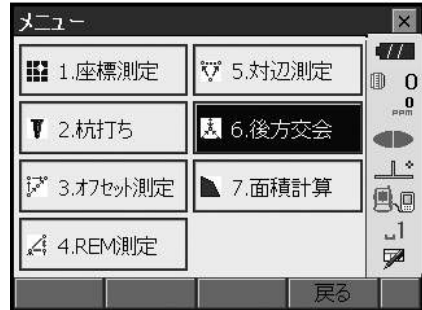 メニュー
1.座標測定
2.杭打ち
3.オフセット測定
4.REM測定
5.対辺測定
6.後方交会
7.面積計算
0
0
PPM
1
戻る